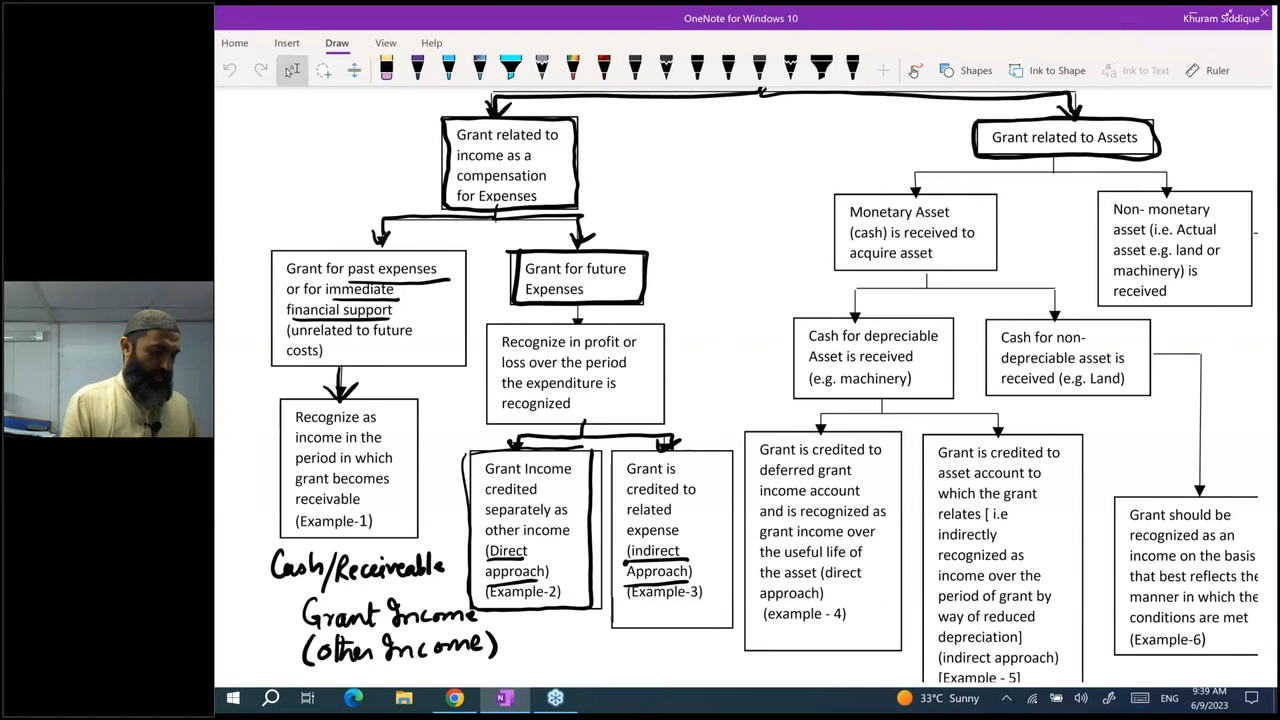 OneNote for Windows 10
Khuram Siddique
Home
Insert
Draw
View
Help
Shapes
Ink to Shape
Ink to Text
Ruler
Grant related to
income as a
compensation
for Expenses
Grant related to Assets
Grant for past expenses
or for immediate
financial support
(unrelated to future
costs)
Grant for future
Expenses
Monetary Asset
(cash) is received to
acquire asset
Non- monetary
asset (i.e. Actual
asset e.g. land or
machinery) is
received
Recognize in profit or
loss over the period
the expenditure is
recognized
Cash for depreciable
Asset is received
(e.g. machinery)
Cash for non-
depreciable asset is
received (e.g. Land)
Recognize as
income in the
period in which
grant becomes
receivable
(Example-1)
Grant Income
credited
separately as
other income
(Direct
approach)
(Example-2)
Grant is
credited to
related
expense
(indirect
Approach)
(Example-3)
Grant is credited to
deferred grant
income account
and is recognized as
grant income over
the useful life of
the asset (direct
approach)
(example - 4)
Grant is credited to
asset account to
which the grant
relates [ i.e
indirectly
recognized as
income over the
period of grant by
way of reduced
depreciation]
(indirect approach)
[Example - 5]
Grant should be
recognized as an
income on the basis
that best reflects the
manner in which the
conditions are met
(Example-6)
Cash/Receiveable
Grant Income
(other Income)
33°C Sunny
ENG
9:39 AM
6/9/2023